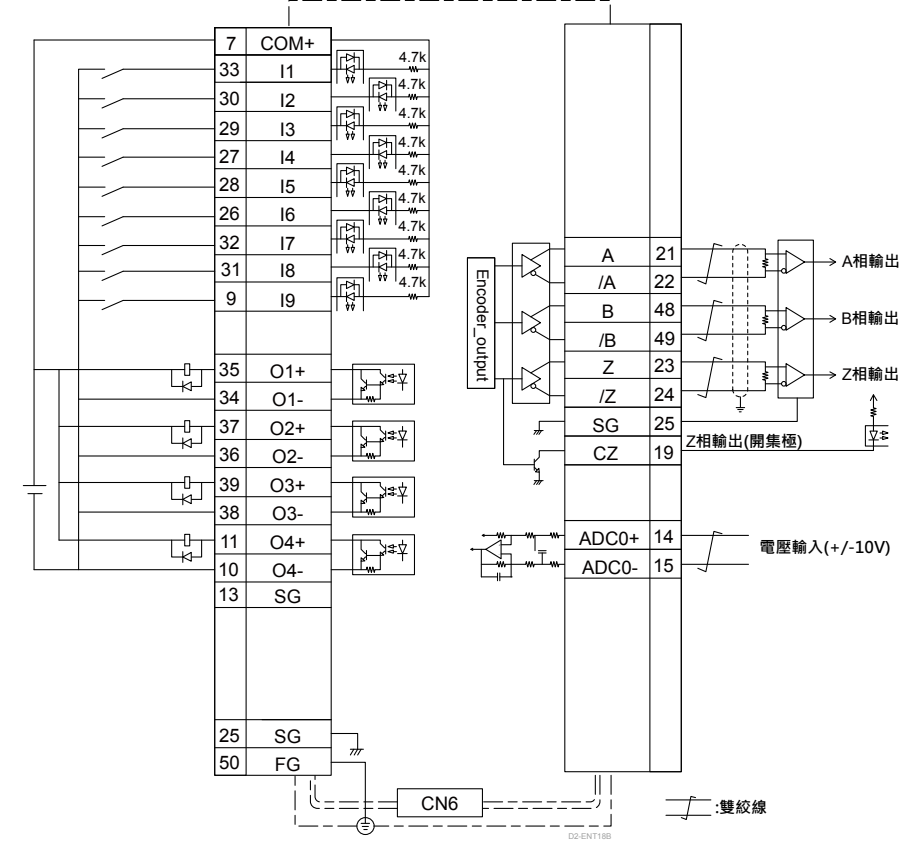 7 COM+
4.7k
33 I1
4.7k
30 I2
4.7k
29 I3
4.7k
27 I4
4.7k
28 I5
4.7k
26 I6
4.7k
32 I7
4.7k
31 I8
4.7k
9 I9
35 O1+
34 O1-
37 O2+
36 O2-
39 O3+
38 O3-
11 O4+
10 O4-
13 SG
25 SG
50 FG
Encoder_output
A 21
/A 22
A相輸出
B 48
/B 49
B相輸出
Z 23
/Z 24
Z相輸出
SG 25
CZ 19
Z相輸出(開集極)
ADC0+ 14
ADC0- 15
電壓輸入(+/-10V)
CN6
:雙絞線
D2-ENT18B